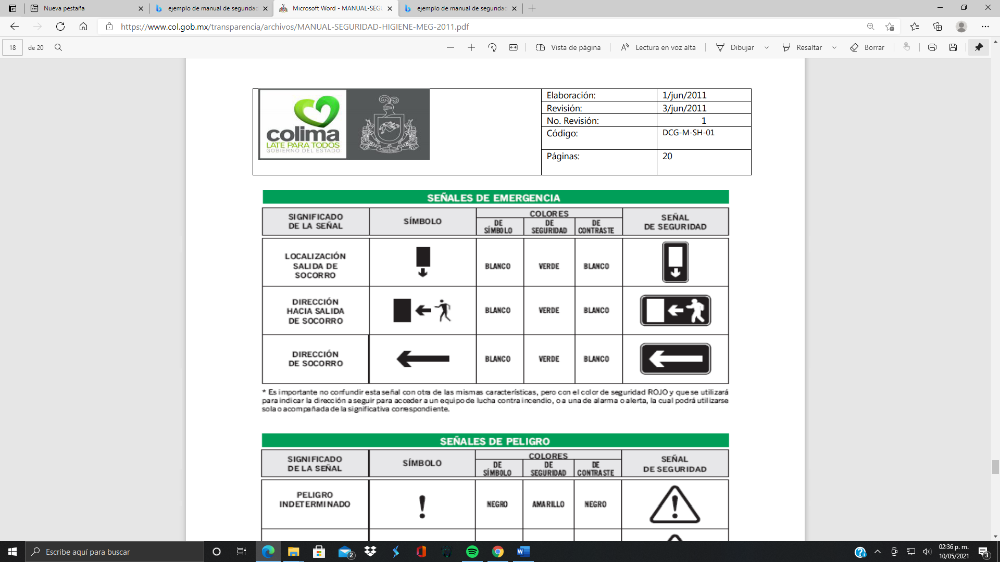 Nueva pestaña
ejemplo de manual de seguridad
Microsoft Word - MANUAL-SEGU
ejemplo de manual de seguridad
https://www.col.gob.mx/transparencia/archivos/MANUAL-SEGURIDAD-HIGIENE-MEG-2011.pdf
18 de 20
Vista de página
Lectura en voz alta
Dibujar
Resaltar
Borrar
colima
LATE PARA TODOS
GOBIERNO DEL ESTADO
Elaboración: 1/jun/2011
Revisión: 3/jun/2011
No. Revisión: 1
Código: DCG-M-SH-01
Páginas: 20
SEÑALES DE EMERGENCIA
SIGNIFICADO
DE LA SEÑAL
SÍMBOLO
COLORES
DE
SÍMBOLO
DE
SEGURIDAD
DE
CONTRASTE
SEÑAL
DE SEGURIDAD
LOCALIZACIÓN
SALIDA DE
SOCORRO
BLANCO VERDE BLANCO
DIRECCIÓN
HACIA SALIDA
DE SOCORRO
BLANCO VERDE BLANCO
DIRECCIÓN
DE SOCORRO
BLANCO VERDE BLANCO
* Es importante no confundir esta señal con otra de las mismas características, pero con el color de seguridad ROJO y que se utilizará
para indicar la dirección a seguir para acceder a un equipo de lucha contra incendio, o a una de alarma o alerta, la cual podrá utilizarse
sola o acompañada de la significativa correspondiente.
SEÑALES DE PELIGRO
SIGNIFICADO
DE LA SEÑAL
SÍMBOLO
COLORES
DE
SÍMBOLO
DE
SEGURIDAD
DE
CONTRASTE
SEÑAL
DE SEGURIDAD
PELIGRO
INDETERMINADO
!
NEGRO AMARILLO NEGRO
!
Escribe aquí para buscar
2
02:36 p. m.
10/05/2021
3